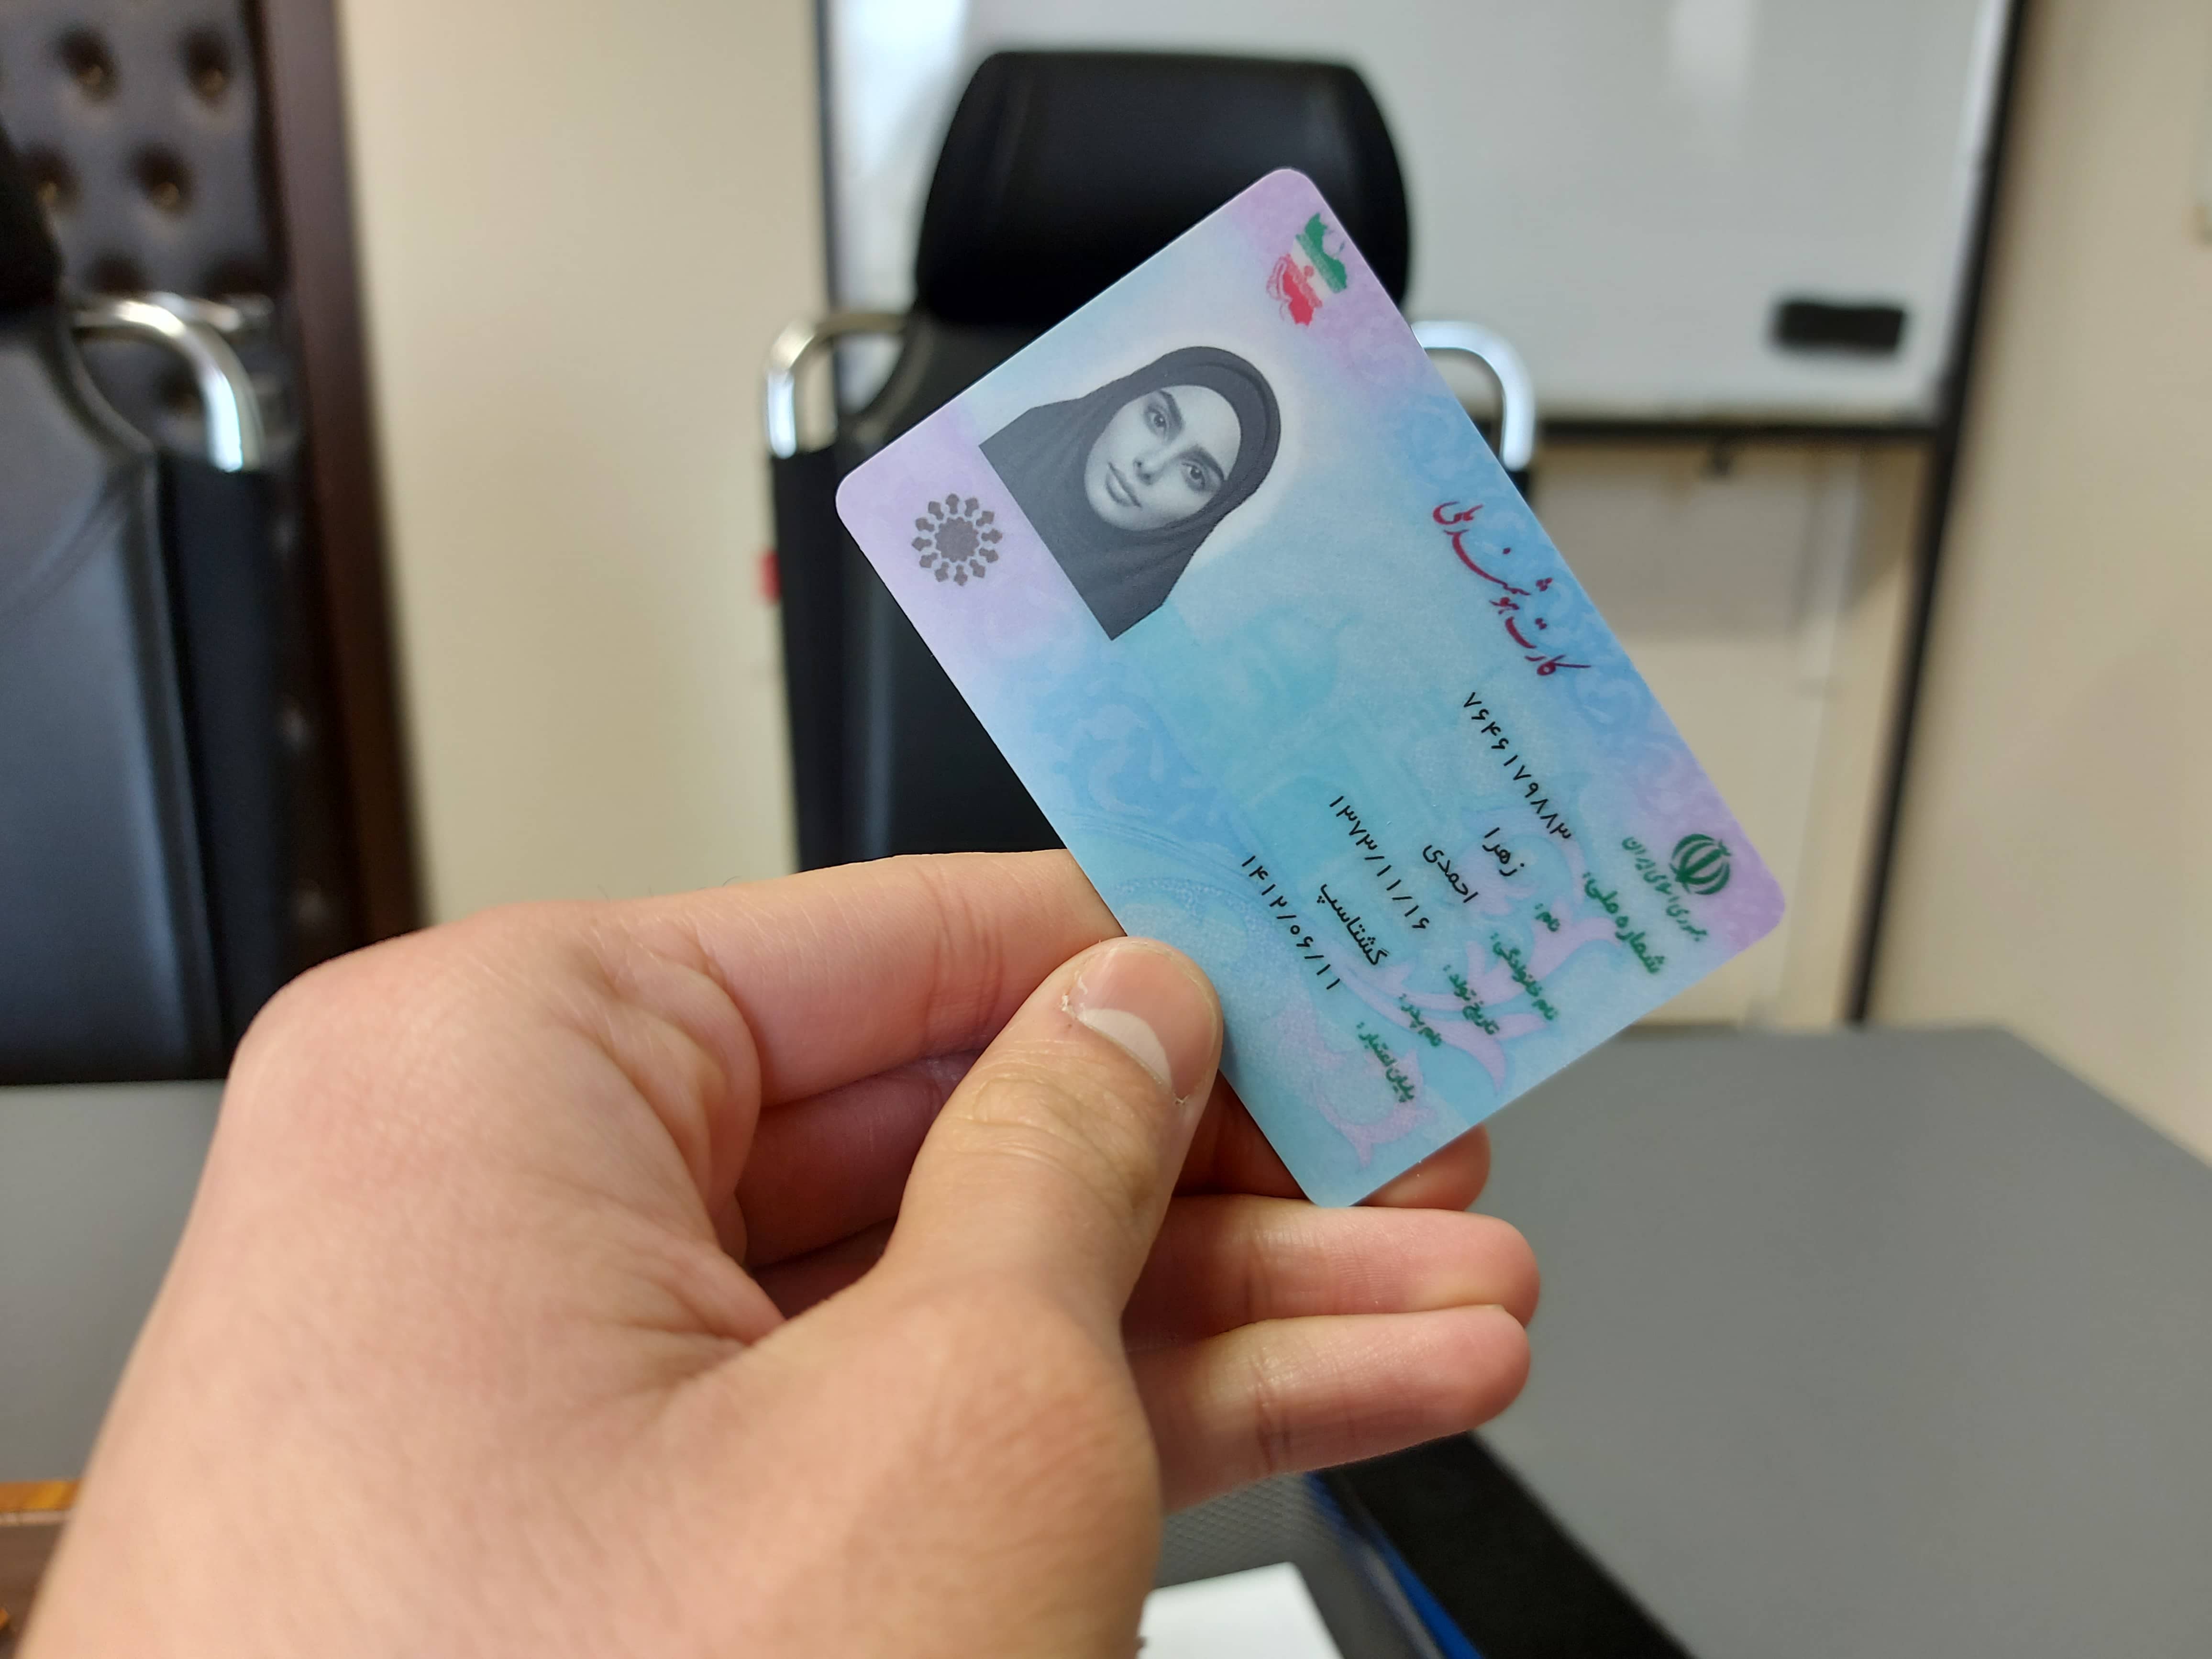 کارت هوشمند ملی
جمهوری اسلامی ایران
شماره ملی: ۷۶۴۶۱۷۹۸۸۳
نام: زهرا
نام خانوادگی: احمدی
تاریخ تولد: ۱۳۷۳/۱۱/۱۶
نام پدر: گشتاسپ
پایان اعتبار: ۱۴۱۲/۰۶/۱۱